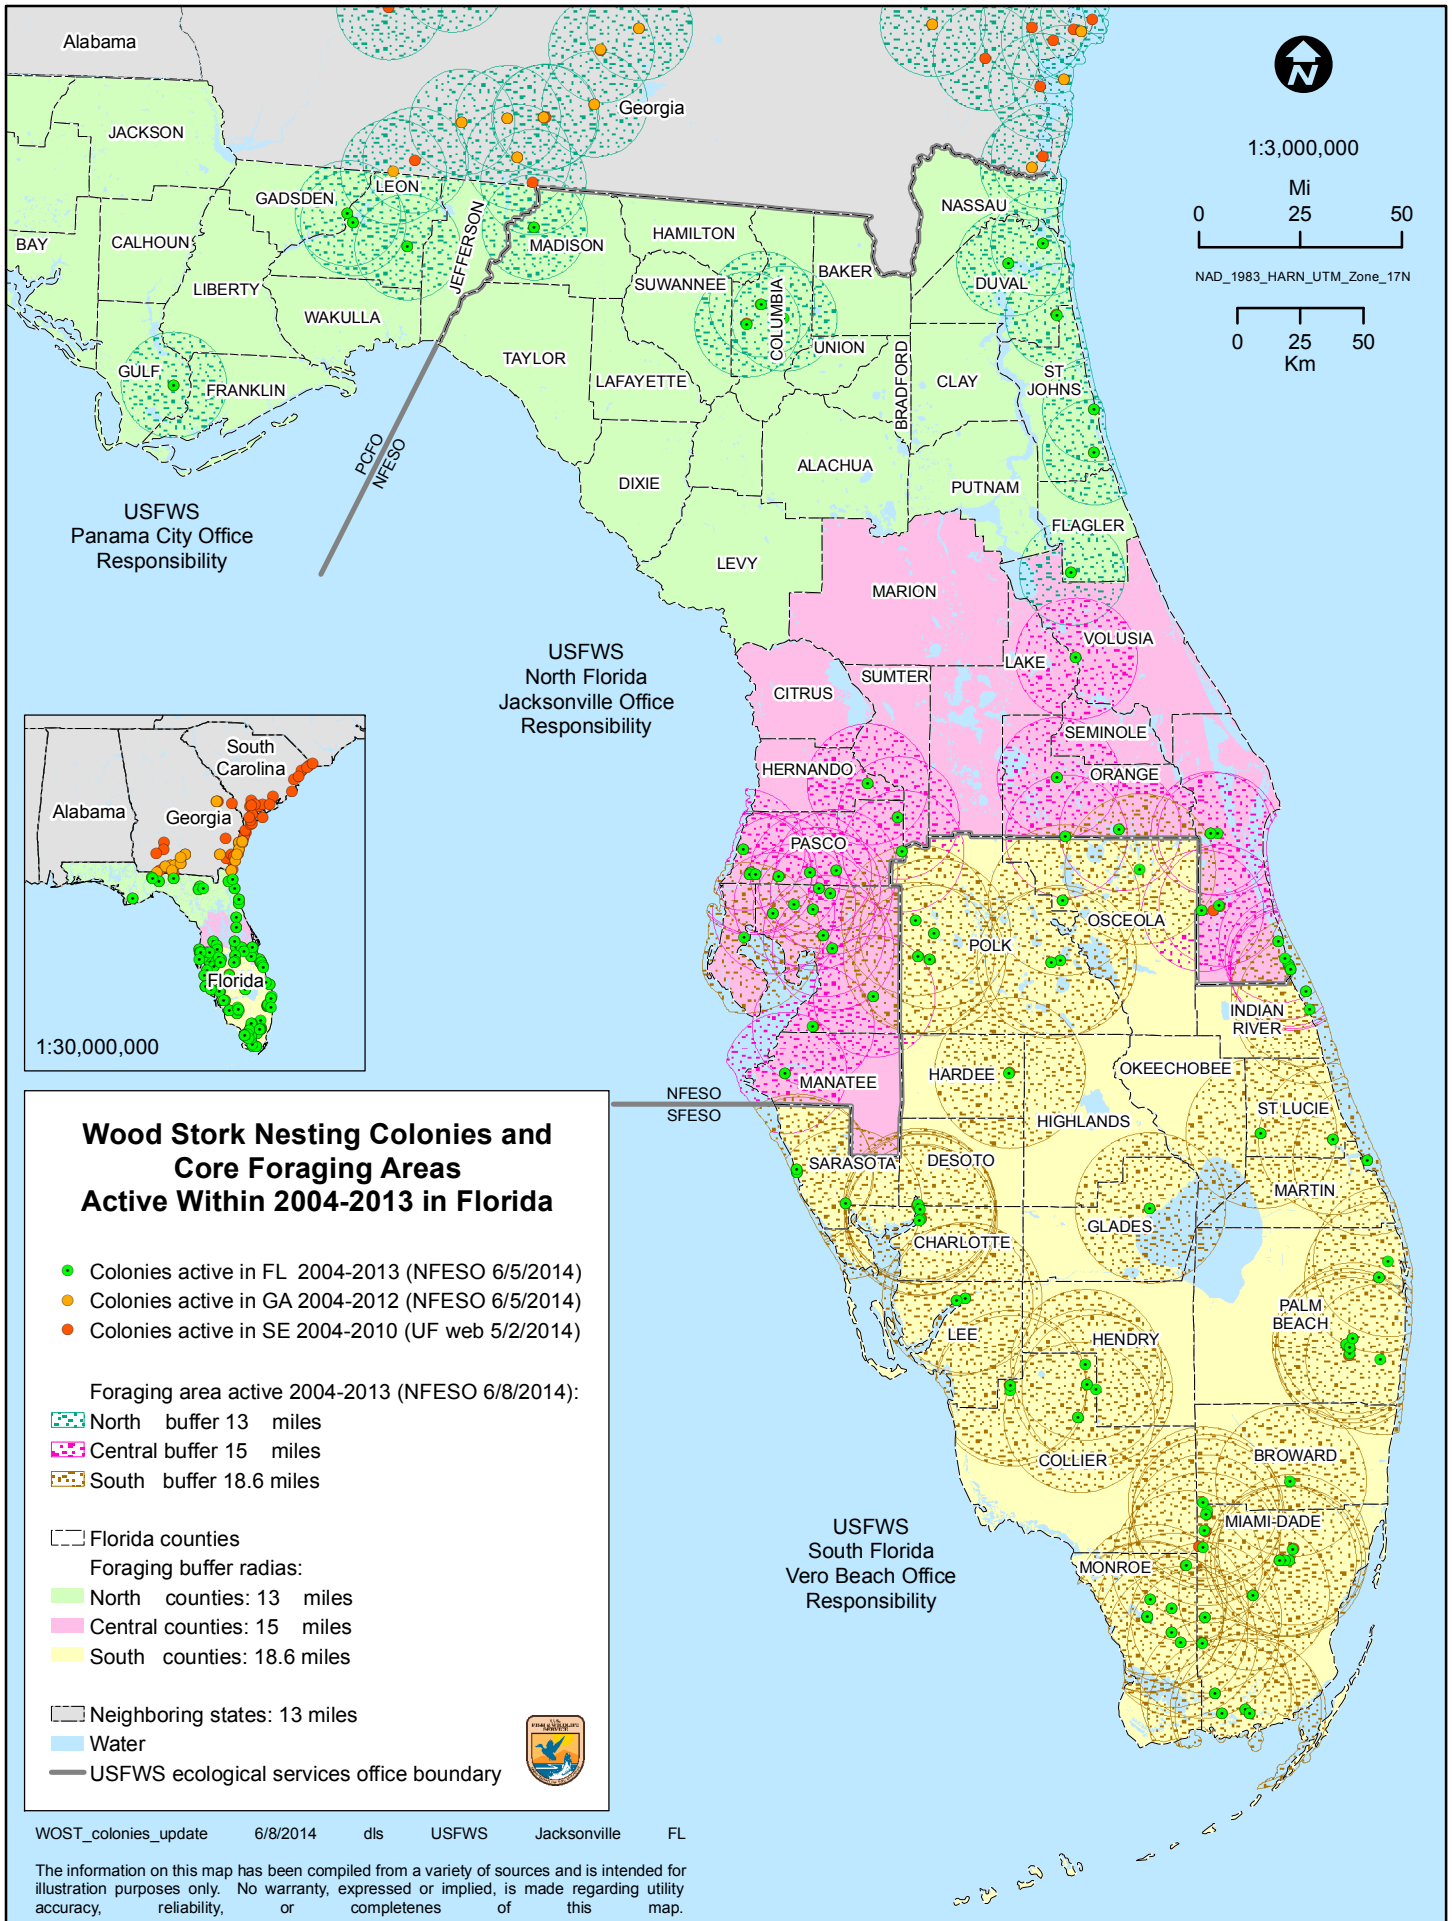 Alabama
Georgia
1:3,000,000
Mi
0 25 50
NAD_1983_HARN_UTM_Zone_17N
0 25 50
Km
JACKSON
GADSDEN
LEON
BAY
CALHOUN
JEFFERSON
MADISON
HAMILTON
NASSAU
BAKER
DUVAL
SUWANNEE
COLUMBIA
LIBERTY
WAKULLA
TAYLOR
UNION
BRADFORD
CLAY
ST
JOHNS
GULF
FRANKLIN
LAFAYETTE
PCFO
NFESO
DIXIE
ALACHUA
PUTNAM
FLAGLER
USFWS
Panama City Office
Responsibility
LEVY
MARION
VOLUSIA
USFWS
North Florida
Jacksonville Office
Responsibility
LAKE
SUMTER
CITRUS
SEMINOLE
HERNANDO
ORANGE
PASCO
OSCEOLA
POLK
INDIAN
RIVER
South
Carolina
Alabama
Georgia
Florida
1:30,000,000
MANATEE
HARDEE
OKEECHOBEE
NFESO
SFESO
HIGHLANDS
ST LUCIE
SARASOTA
DESOTO
MARTIN
GLADES
CHARLOTTE
LEE
HENDRY
PALM
BEACH
COLLIER
BROWARD
MIAMI-DADE
MONROE
USFWS
South Florida
Vero Beach Office
Responsibility
Wood Stork Nesting Colonies and
Core Foraging Areas
Active Within 2004-2013 in Florida
Colonies active in FL 2004-2013 (NFESO 6/5/2014)
Colonies active in GA 2004-2012 (NFESO 6/5/2014)
Colonies active in SE 2004-2010 (UF web 5/2/2014)
Foraging area active 2004-2013 (NFESO 6/8/2014):
North buffer 13 miles
Central buffer 15 miles
South buffer 18.6 miles
Florida counties
Foraging buffer radias:
North counties: 13 miles
Central counties: 15 miles
South counties: 18.6 miles
Neighboring states: 13 miles
Water
USFWS ecological services office boundary
U.S.
FISH & WILDLIFE
SERVICE
WOST_colonies_update 6/8/2014 dls USFWS Jacksonville FL
The information on this map has been compiled from a variety of sources and is intended for
illustration purposes only. No warranty, expressed or implied, is made regarding utility
accuracy, reliability, or completenes of this map.
N